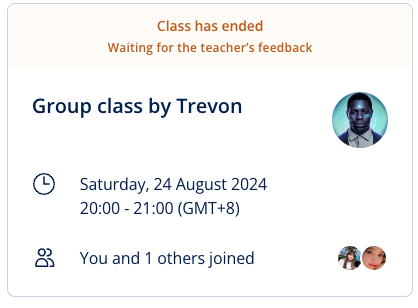 Class has ended
Waiting for the teacher’s feedback
Group class by Trevon
Saturday, 24 August 2024
20:00 - 21:00 (GMT+8)
You and 1 others joined